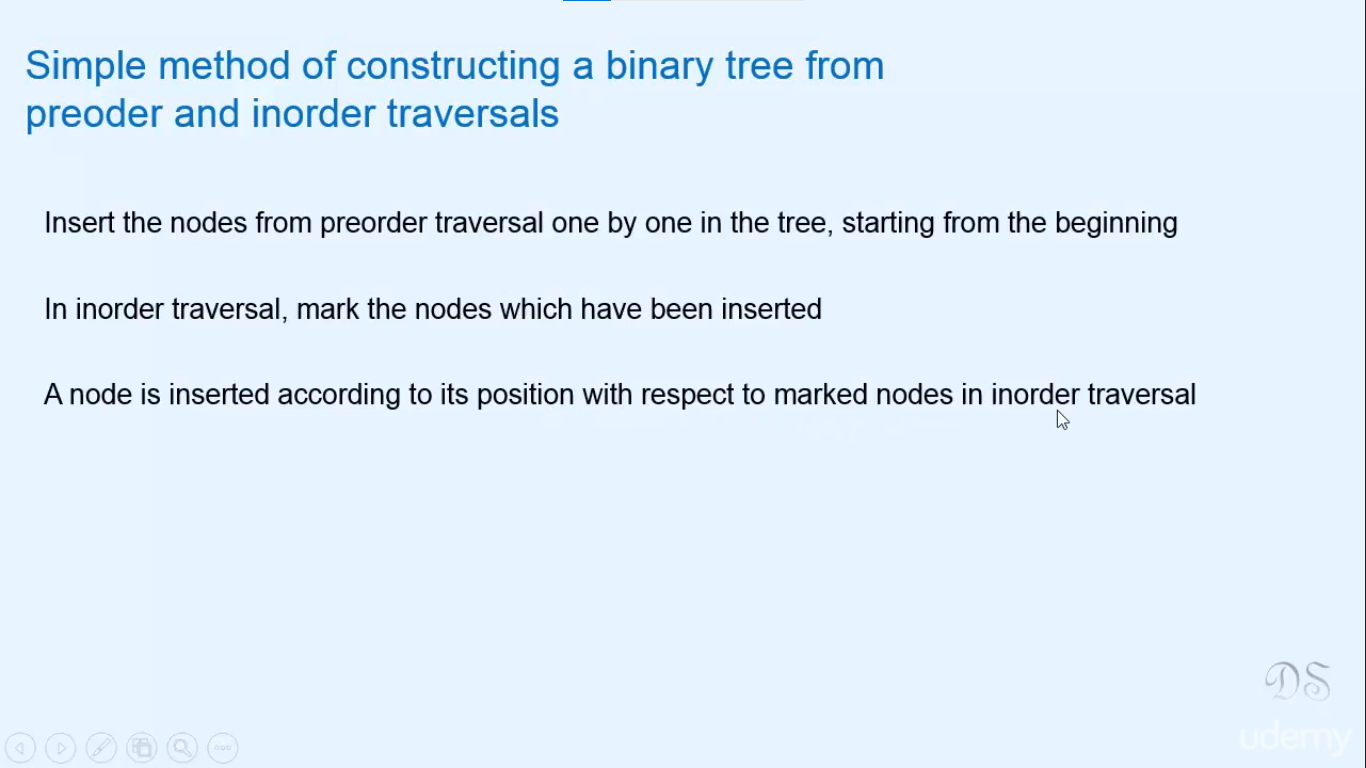 Simple method of constructing a binary tree from
preoder and inorder traversals
Insert the nodes from preorder traversal one by one in the tree, starting from the beginning
In inorder traversal, mark the nodes which have been inserted
A node is inserted according to its position with respect to marked nodes in inorder traversal
DS
udemy